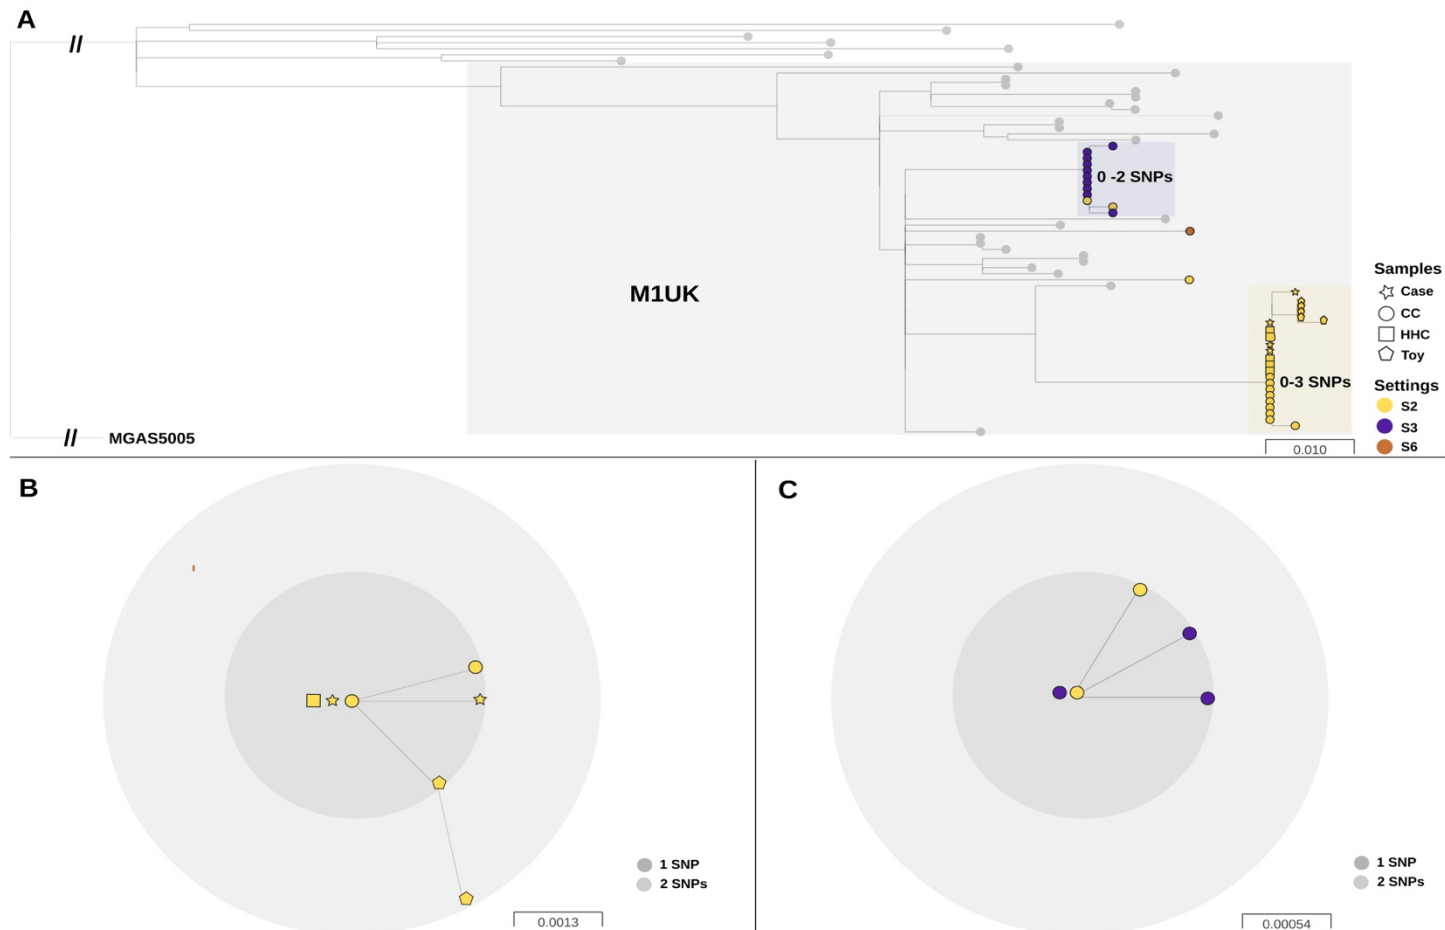 A
//
M1UK
0 -2 SNPs
0-3 SNPs
//
MGAS5005
Samples
Case
CC
HHC
Toy
Settings
S2
S3
S6
0.010
B
1 SNP
2 SNPs
0.0013
C
1 SNP
2 SNPs
0.00054